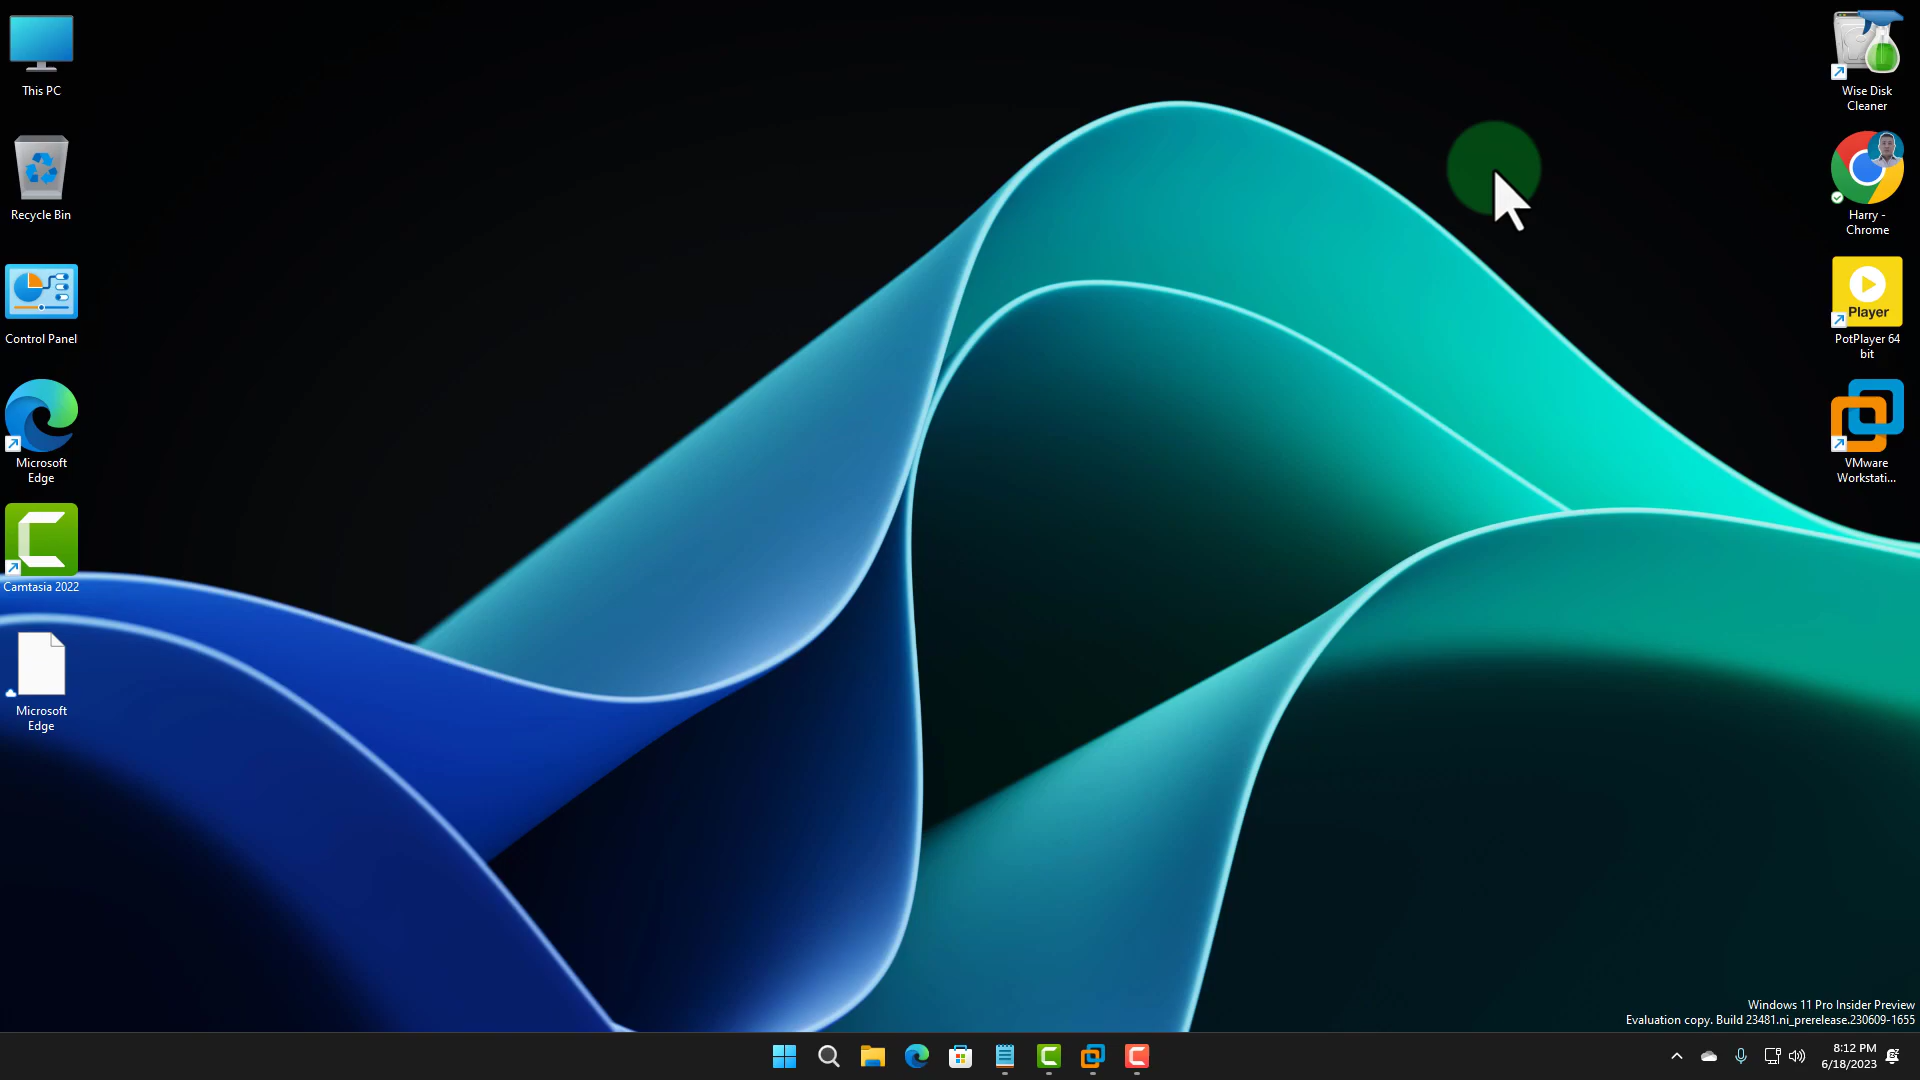 This PC
Recycle Bin
Control Panel
Microsoft
Edge
Camtasia 2022
Microsoft
Edge
Wise Disk
Cleaner
Harry -
Chrome
Player
PotPlayer 64
bit
VMware
Workstati...
Windows 11 Pro Insider Preview
Evaluation copy. Build 23481.ni_prerelease.230609-1655
8:12 PM
6/18/2023